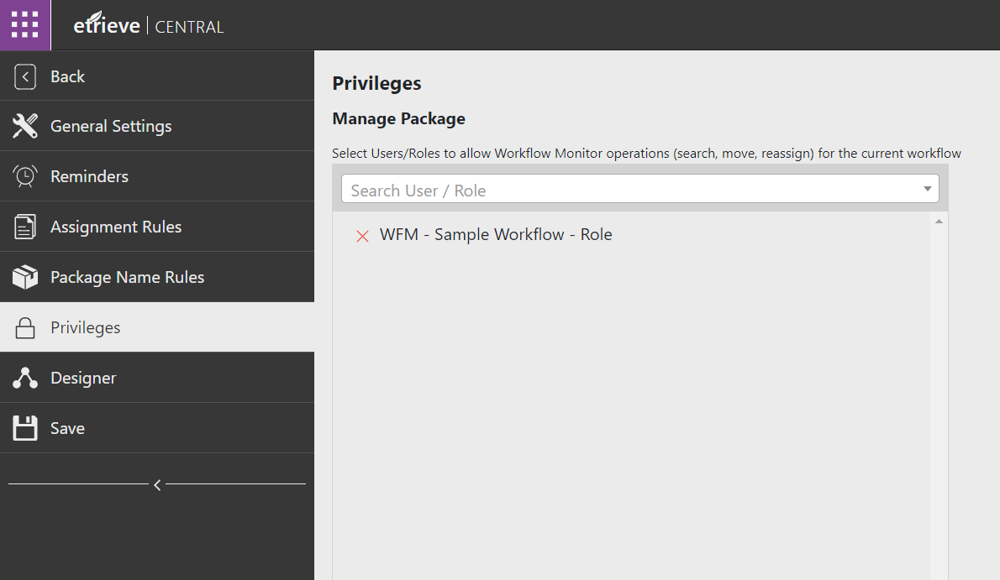 etrieve | CENTRAL
Back
General Settings
Reminders
Assignment Rules
Package Name Rules
Privileges
Designer
Save
Privileges
Manage Package
Select Users/Roles to allow Workflow Monitor operations (search, move, reassign) for the current workflow
Search User / Role
WFM - Sample Workflow - Role